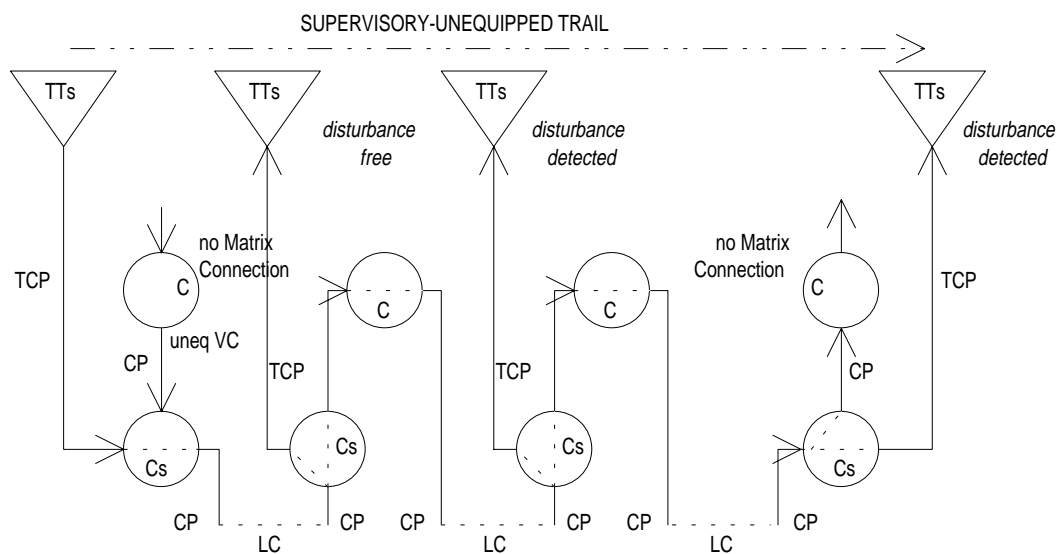 SUPERVISORY-UNEQUIPPED TRAIL
TTs
TTs
TTs
TTs
disturbance
free
disturbance
detected
disturbance
detected
no Matrix
Connection
no Matrix
Connection
TCP
C
C
C
C
TCP
uneq VC
CP
TCP
TCP
CP
Cs
Cs
Cs
Cs
CP
CP
CP
CP
CP
LC
LC
LC